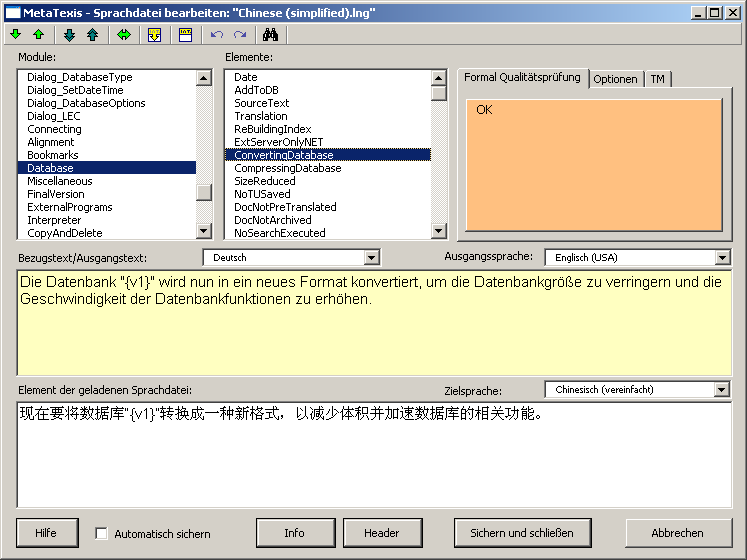 MetaTexis - Sprachdatei bearbeiten: "Chinese (simplified).lng"
Module:
Dialog_DatabaseType
Dialog_SetDateTime
Dialog_DatabaseOptions
Dialog_LEC
Connecting
Alignment
Bookmarks
Database
Miscellaneous
FinalVersion
ExternalPrograms
Interpreter
CopyAndDelete
Elemente:
Date
AddToDB
SourceText
Translation
ReBuildingIndex
ExtServerOnlyNET
ConvertingDatabase
CompressingDatabase
SizeReduced
NoTUSaved
DocNotPreTranslated
DocNotArchived
NoSearchExecuted
Formal Qualitätsprüfung Optionen TM
OK
Bezugstext/Ausgangstext: Deutsch Ausgangssprache: Englisch (USA)
Die Datenbank "{v1}" wird nun in ein neues Format konvertiert, um die Datenbankgröße zu verringern und die
Geschwindigkeit der Datenbankfunktionen zu erhöhen.
Element der geladenen Sprachdatei: Zielsprache: Chinesisch (vereinfacht)
现在要将数据库"{v1}"转换成一种新格式，以减少体积并加速数据库的相关功能。
Hilfe Automatisch sichern Info Header Sichern und schließen Abbrechen